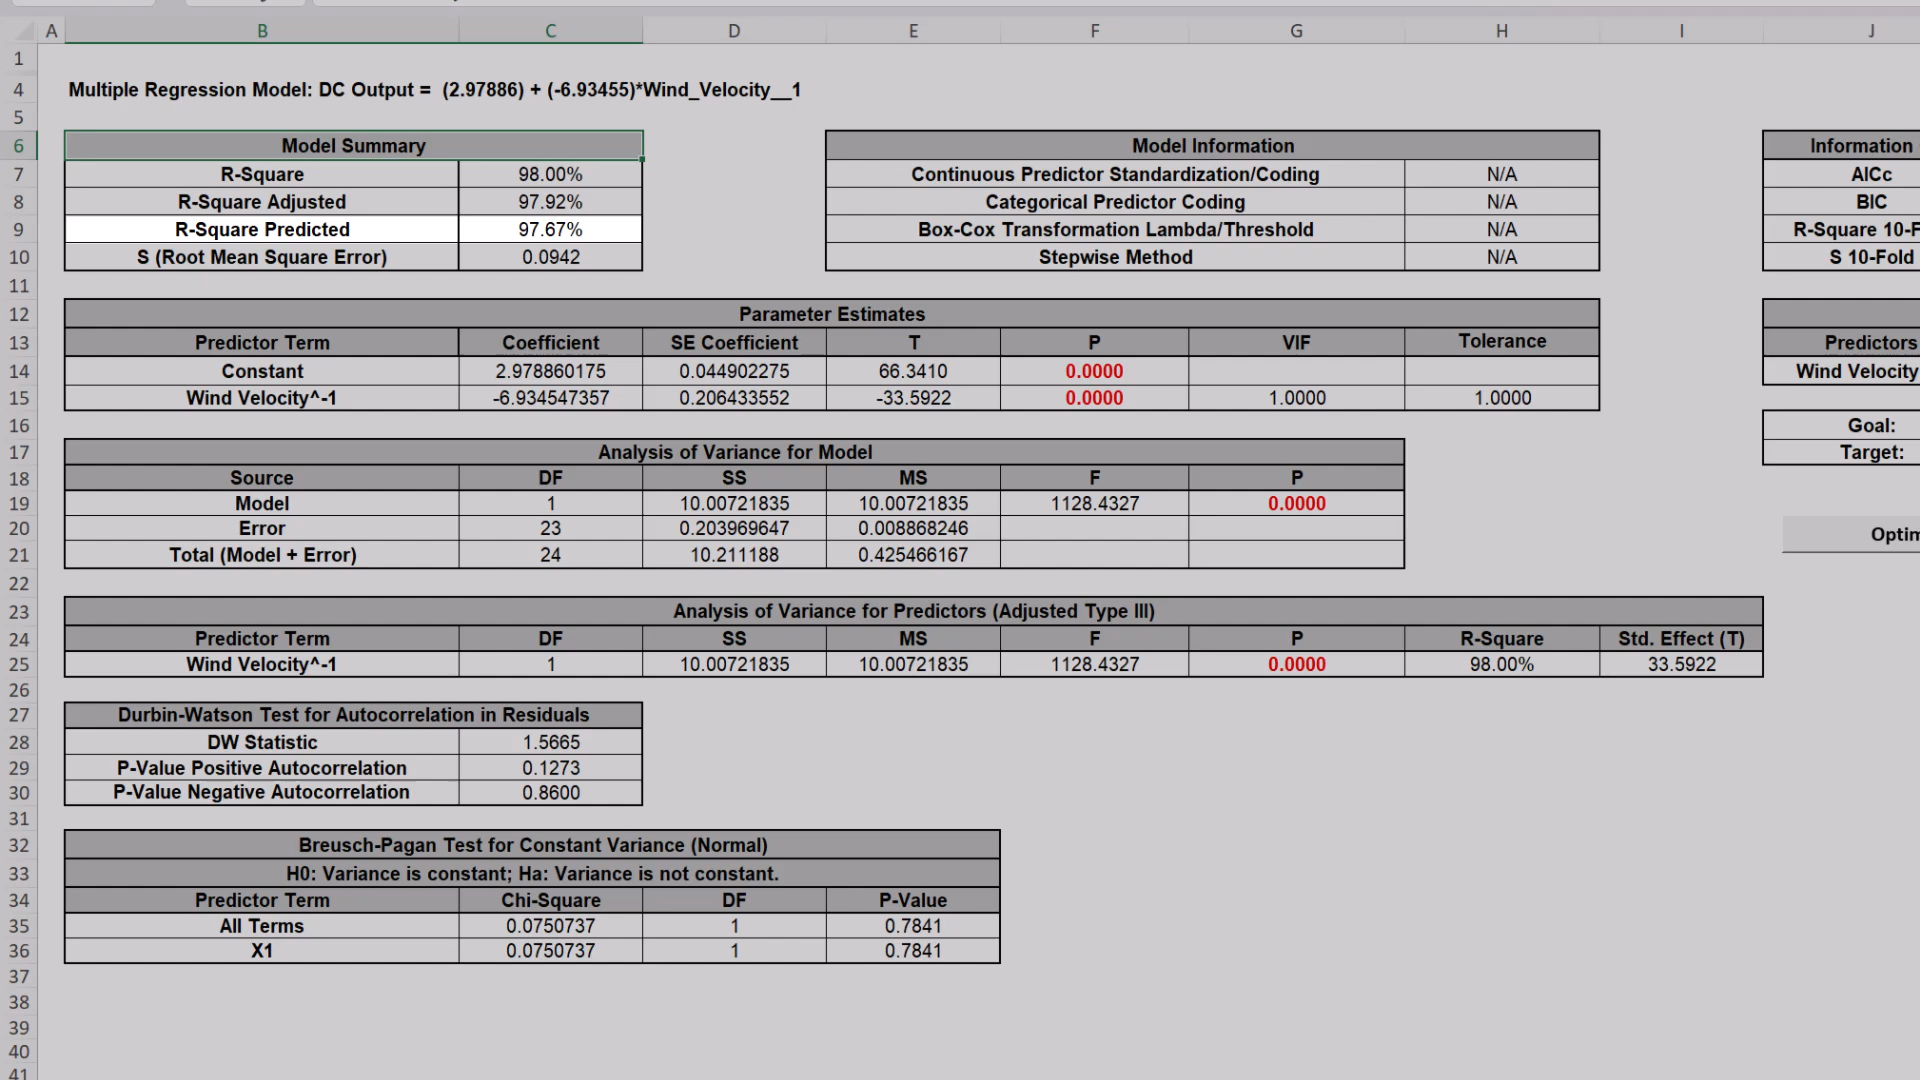 A B C D E F G H I J
1
4 Multiple Regression Model: DC Output = (2.97886) + (-6.93455)*Wind_Velocity__1
5
6 Model Summary Model Information Information
7 R-Square 98.00% Continuous Predictor Standardization/Coding N/A AICc
8 R-Square Adjusted 97.92% Categorical Predictor Coding N/A BIC
9 R-Square Predicted 97.67% Box-Cox Transformation Lambda/Threshold N/A R-Square 10-F
10 S (Root Mean Square Error) 0.0942 Stepwise Method N/A S 10-Fold
11
12 Parameter Estimates
13 Predictor Term Coefficient SE Coefficient T P VIF Tolerance Predictors
14 Constant 2.978860175 0.044902275 66.3410 0.0000 Wind Velocity
15 Wind Velocity^-1 -6.934547357 0.206433552 -33.5922 0.0000 1.0000 1.0000
16 Goal:
17 Analysis of Variance for Model Target:
18 Source DF SS MS F P
19 Model 1 10.00721835 10.00721835 1128.4327 0.0000
20 Error 23 0.203969647 0.008868246 Optim
21 Total (Model + Error) 24 10.211188 0.425466167
22
23 Analysis of Variance for Predictors (Adjusted Type III)
24 Predictor Term DF SS MS F P R-Square Std. Effect (T)
25 Wind Velocity^-1 1 10.00721835 10.00721835 1128.4327 0.0000 98.00% 33.5922
26
27 Durbin-Watson Test for Autocorrelation in Residuals
28 DW Statistic 1.5665
29 P-Value Positive Autocorrelation 0.1273
30 P-Value Negative Autocorrelation 0.8600
31
32 Breusch-Pagan Test for Constant Variance (Normal)
33 H0: Variance is constant; Ha: Variance is not constant.
34 Predictor Term Chi-Square DF P-Value
35 All Terms 0.0750737 1 0.7841
36 X1 0.0750737 1 0.7841
37
38
39
40
41